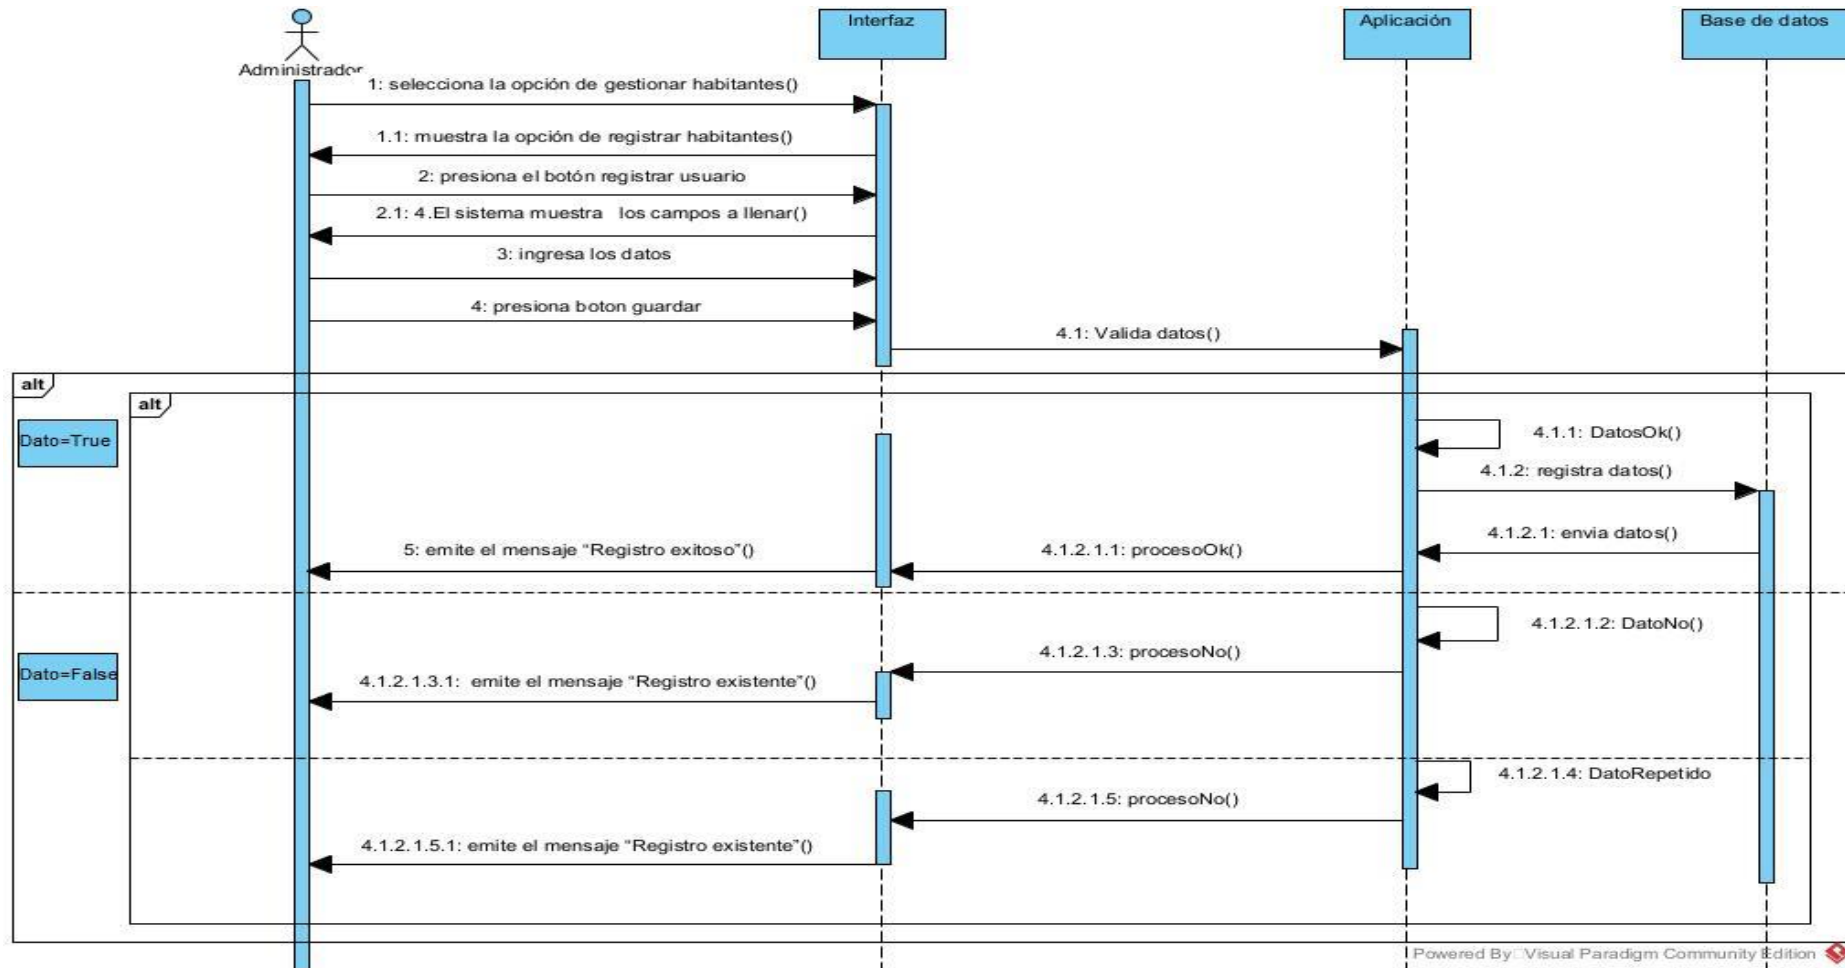 Administrador
Interfaz
Aplicación
Base de datos
1: selecciona la opción de gestionar habitantes()
1.1: muestra la opción de registrar habitantes()
2: presiona el botón registrar usuario
2.1: 4.El sistema muestra   los campos a llenar()
3: ingresa los datos
4: presiona boton guardar
4.1: Valida datos()
alt
alt
Dato=True
4.1.1: DatosOk()
4.1.2: registra datos()
4.1.2.1: envia datos()
5: emite el mensaje “Registro exitoso”()
4.1.2.1.1: procesoOk()
4.1.2.1.2: DatoNo()
4.1.2.1.3: procesoNo()
Dato=False
4.1.2.1.3.1:  emite el mensaje “Registro existente”()
4.1.2.1.4: DatoRepetido
4.1.2.1.5: procesoNo()
4.1.2.1.5.1: emite el mensaje “Registro existente”()
Powered By Visual Paradigm Community Edition